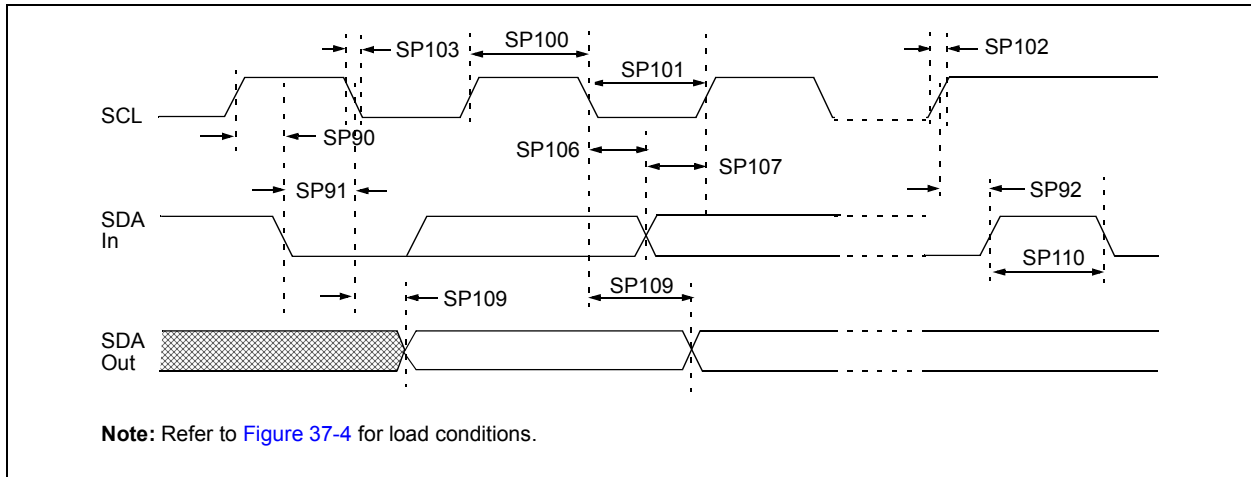 SP103
SP100
SP101
SP102
SCL
SP90
SP106
SP107
SP91
SP92
SDA
In
SP110
SP109
SP109
SDA
Out
Note: Refer to Figure 37-4 for load conditions.